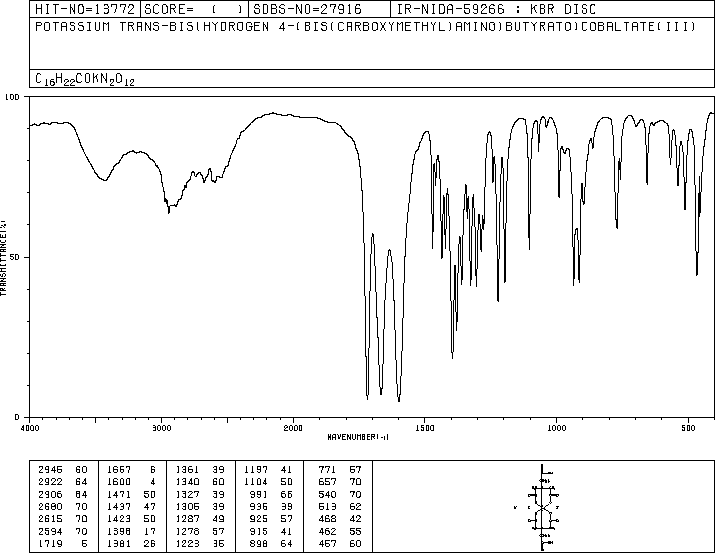 HIT-NO=13772 SCORE= ( ) SDBS-NO=27916 IR-NIDA-59266 : KBR DISC
POTASSIUM TRANS-BIS(HYDROGEN 4-(BIS(CARBOXYMETHYL)AMINO)BUTYRATO)COBALTATE(III)
C16H22COKN2O12
100
50
0
TRANSMITTANCE(%)
4000 3000 2000 1500 1000 500
WAVENUMBER(-1)
2945 60 1667 6 1361 39 1197 41 771 57
2922 64 1600 4 1340 60 1104 50 657 70
2906 64 1471 50 1327 39 991 66 540 70
2680 70 1437 47 1305 39 936 39 513 62
2615 70 1423 50 1287 49 925 57 468 42
2594 70 1398 17 1278 57 915 41 462 55
1719 5 1381 26 1223 35 898 64 457 60